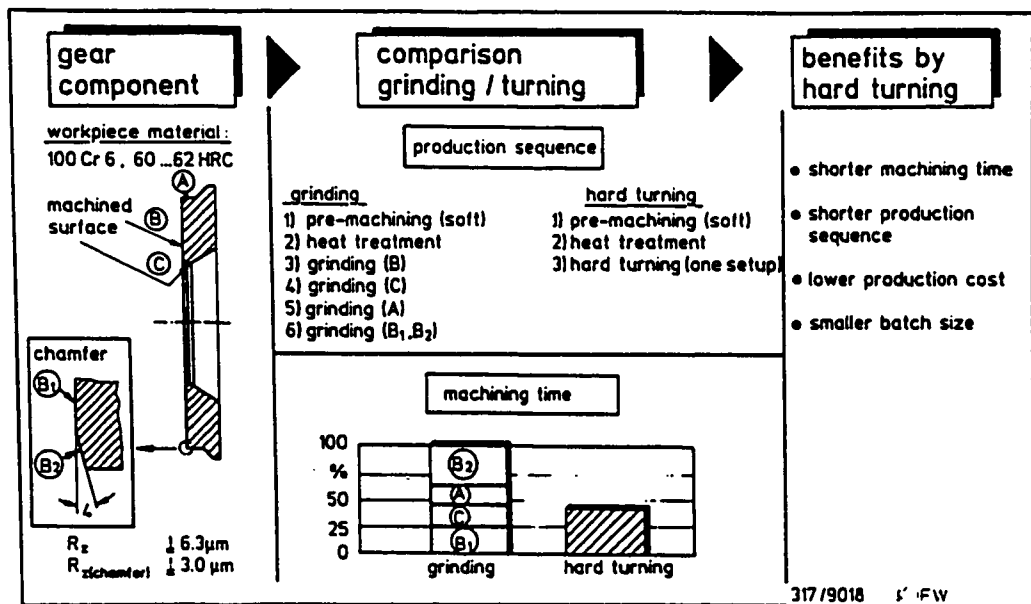 gear
component
comparison
grinding / turning
benefits by
hard turning
workpiece material:
100 Cr 6, 60 ...62 HRC
A
machined
surface
B
C
chamfer
B1
B2
4
Rz ⊥ 6.3µm
Rz(chamfer) ⊥ 3.0 µm
production sequence
grinding
1) pre-machining (soft)
2) heat treatment
3) grinding (B)
4) grinding (C)
5) grinding (A)
6) grinding (B1,B2)
hard turning
1) pre-machining (soft)
2) heat treatment
3) hard turning (one setup)
machining time
100
%
50
25
0
B2
A
C
B1
grinding
hard turning
• shorter machining time
• shorter production
sequence
• lower production cost
• smaller batch size
317/9018